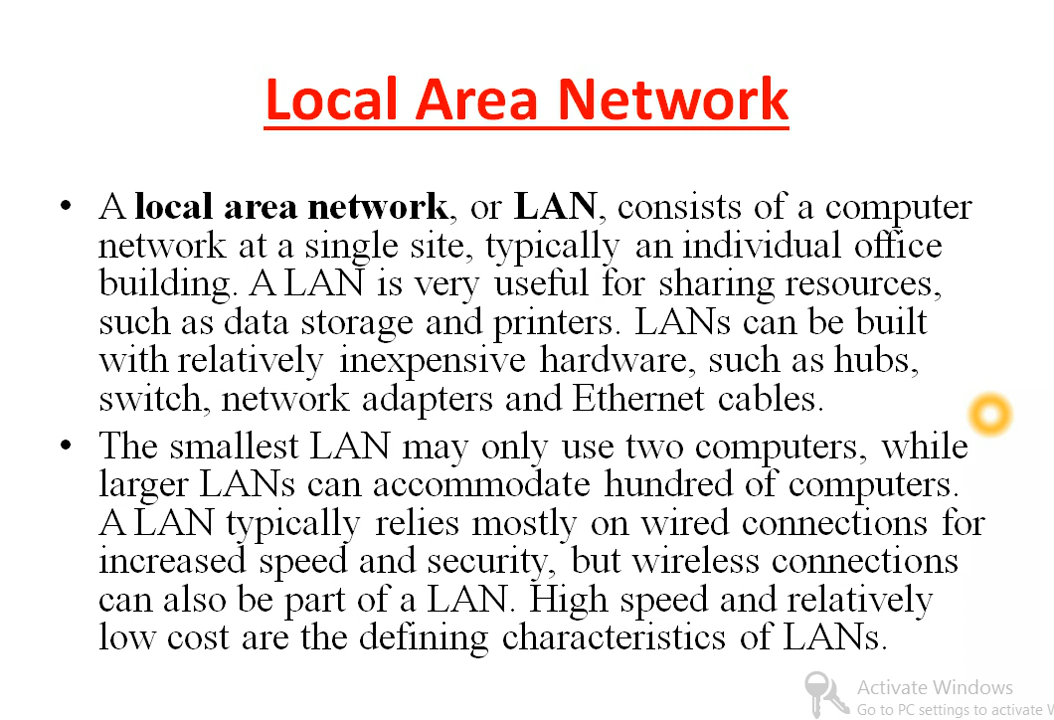 Local Area Network
• A local area network, or LAN, consists of a computer
network at a single site, typically an individual office
building. A LAN is very useful for sharing resources,
such as data storage and printers. LANs can be built
with relatively inexpensive hardware, such as hubs,
switch, network adapters and Ethernet cables.
• The smallest LAN may only use two computers, while
larger LANs can accommodate hundred of computers.
A LAN typically relies mostly on wired connections for
increased speed and security, but wireless connections
can also be part of a LAN. High speed and relatively
low cost are the defining characteristics of LANs.
Activate Windows
Go to PC settings to activate W